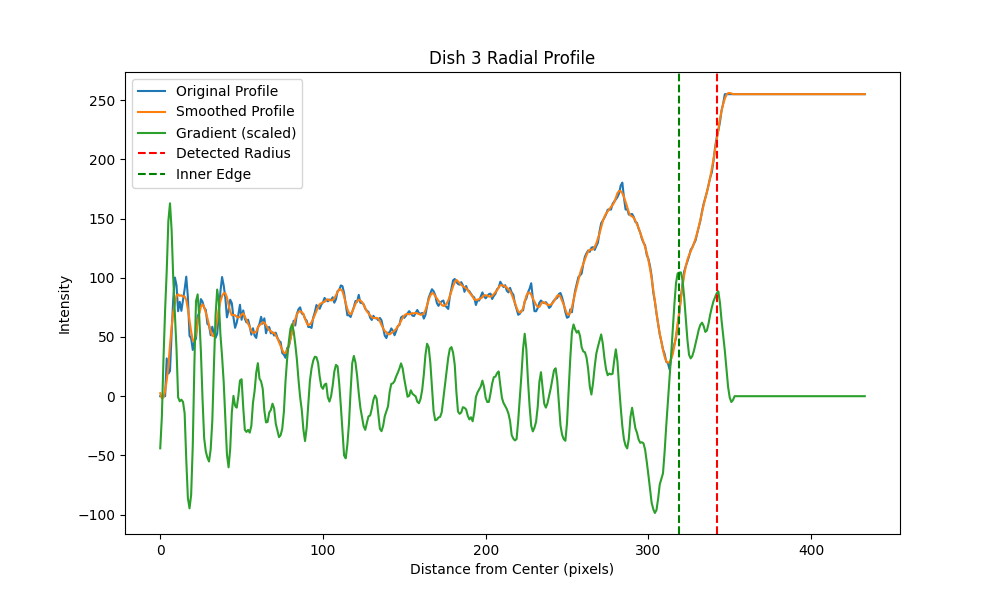 Dish 3 Radial Profile
Original Profile
Smoothed Profile
Gradient (scaled)
Detected Radius
Inner Edge
250
200
150
100
50
0
−50
−100
Intensity
0 100 200 300 400
Distance from Center (pixels)